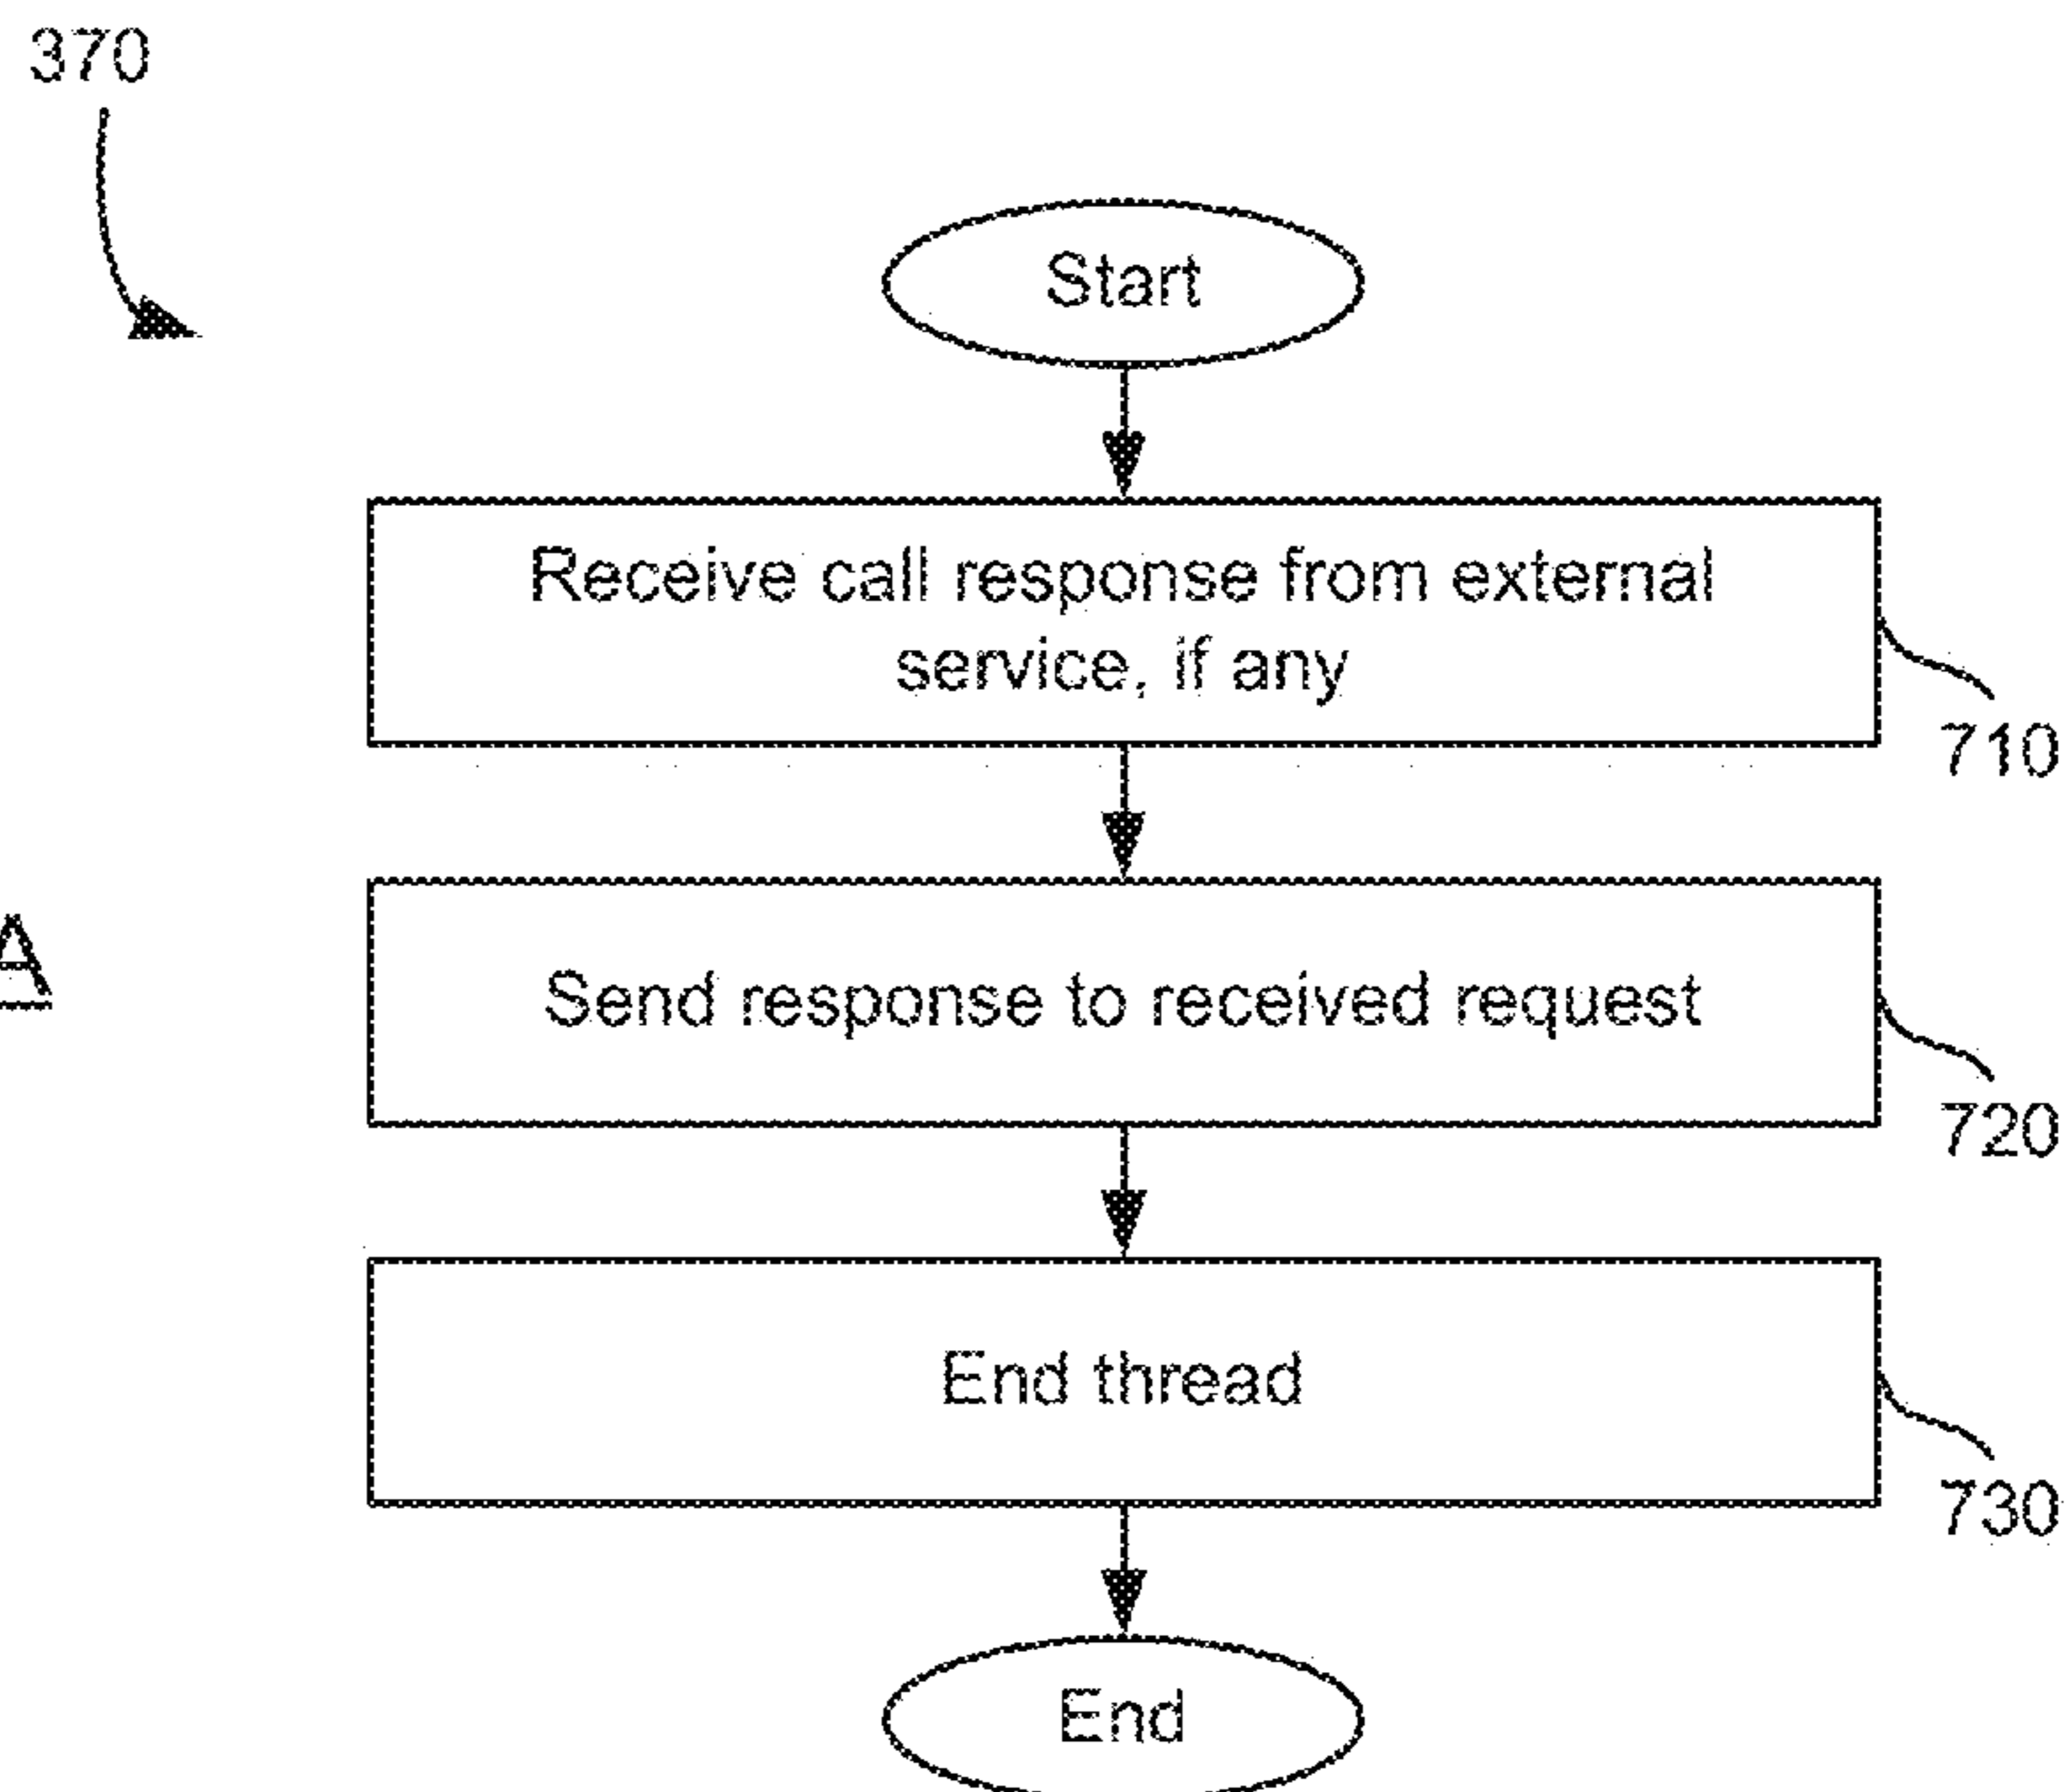 370
Start
Receive call response from external
service, if any
710
A
Send response to received request
720
End thread
730
End